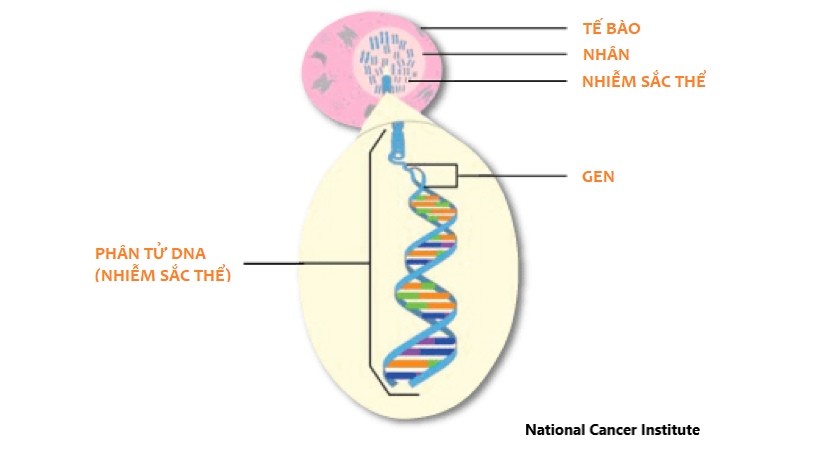 TẾ BÀO
NHÂN
NHIỄM SẮC THỂ
GEN
PHÂN TỬ DNA
(NHIỄM SẮC THỂ)
National Cancer Institute